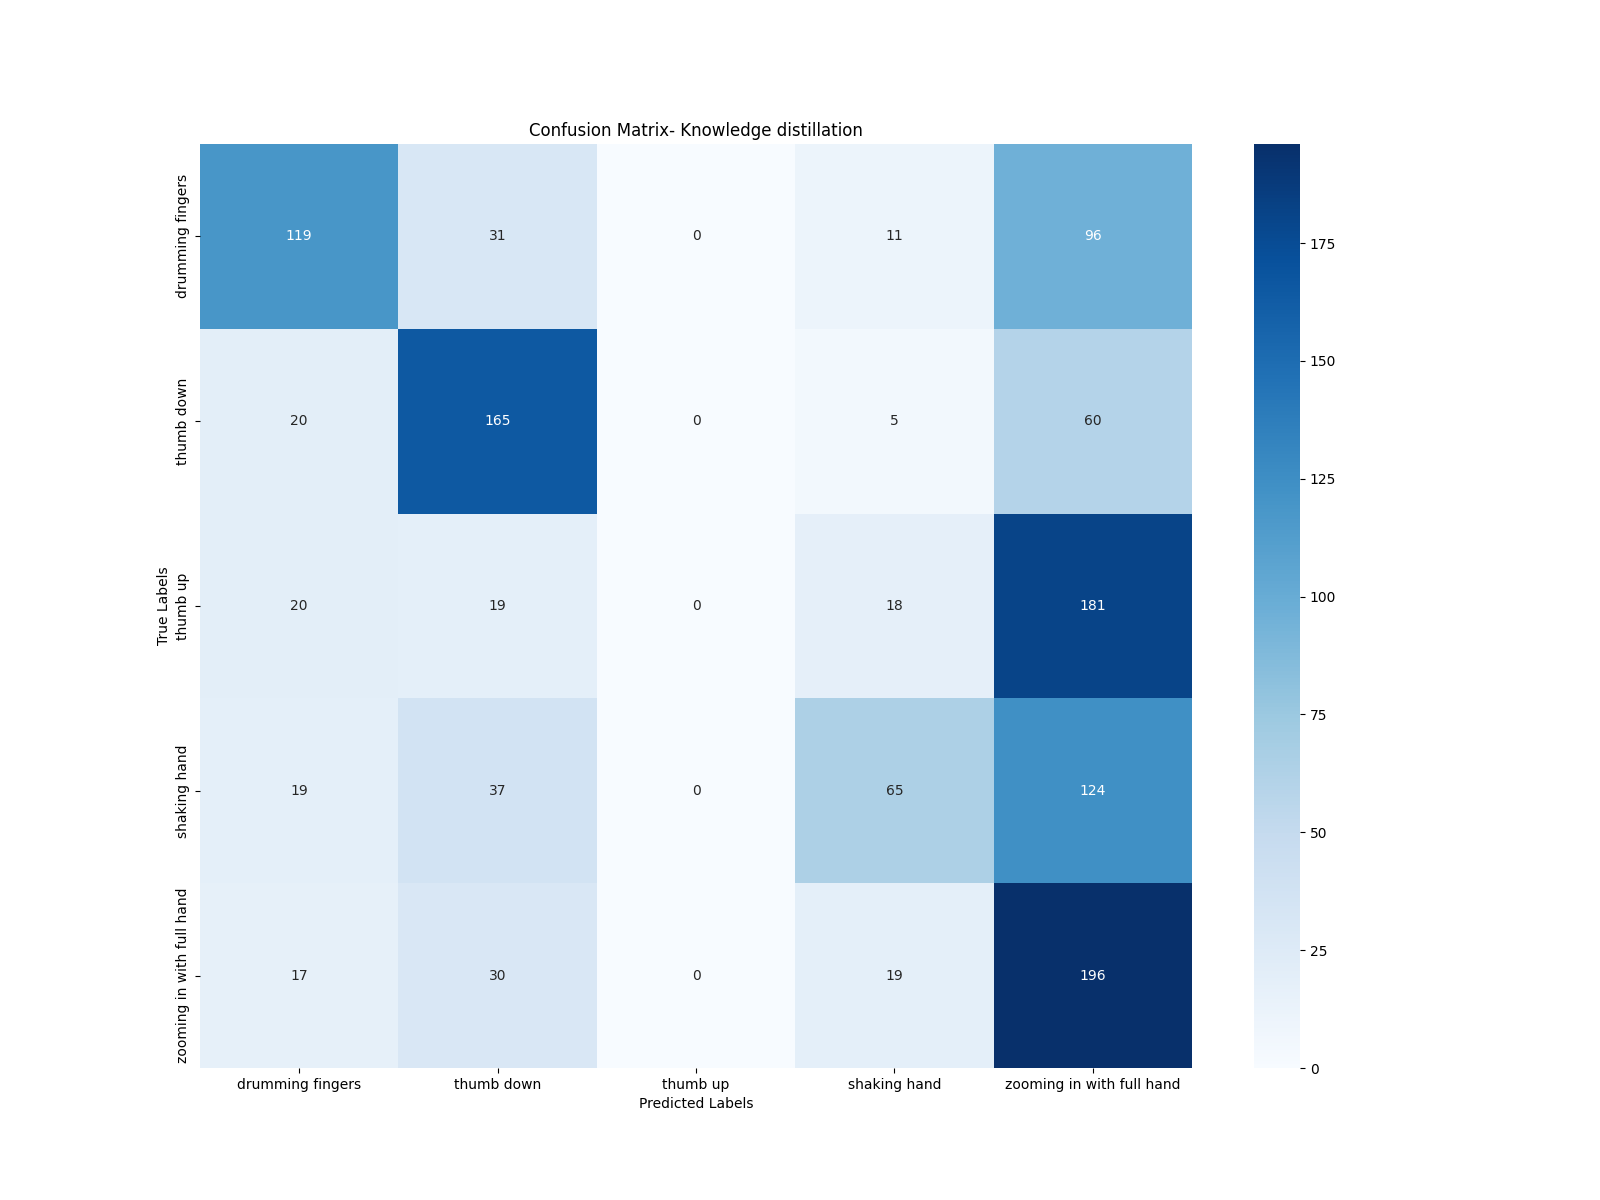 Confusion Matrix- Knowledge distillation
True Labels
drumming fingers
119 31 0 11 96
thumb down
20 165 0 5 60
thumb up
20 19 0 18 181
shaking hand
19 37 0 65 124
zooming in with full hand
17 30 0 19 196
drumming fingers thumb down thumb up shaking hand zooming in with full hand
Predicted Labels
175
150
125
100
75
50
25
0